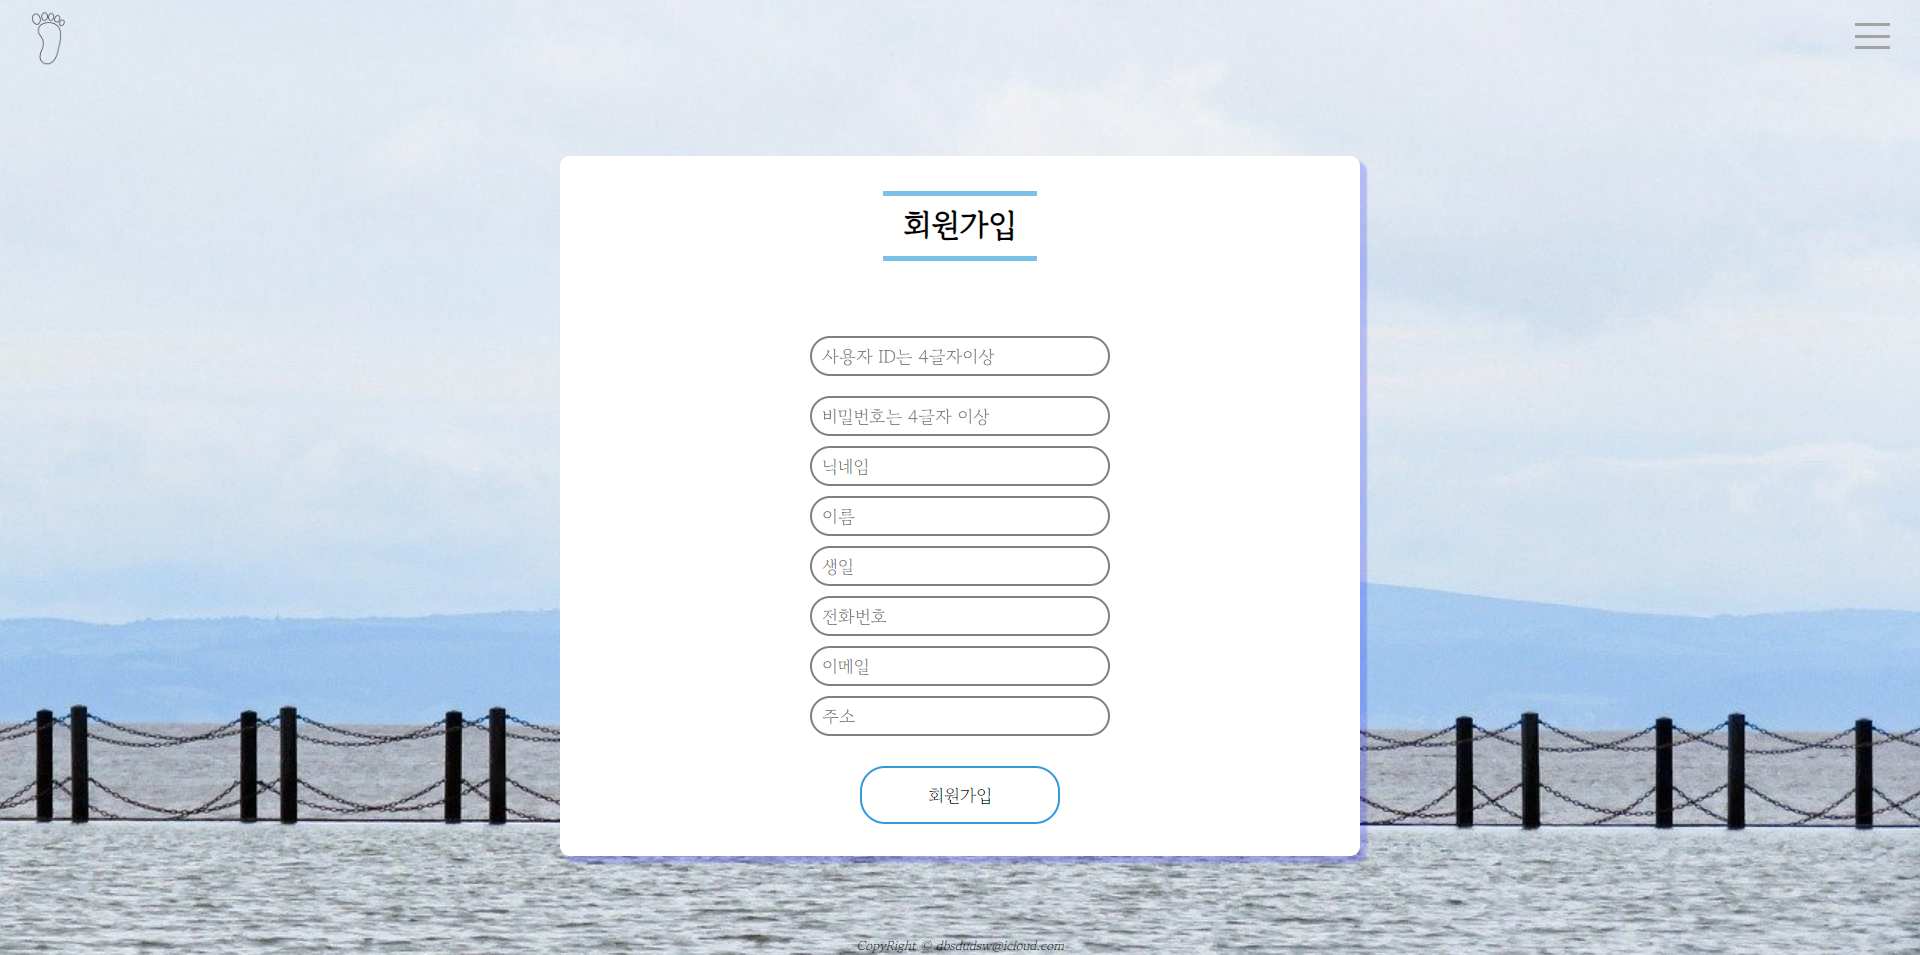 회원가입
사용자 ID는 4글자이상
비밀번호는 4글자 이상
닉네임
이름
생일
전화번호
이메일
주소
회원가입
CopyRight © dbsdudsw@icloud.com